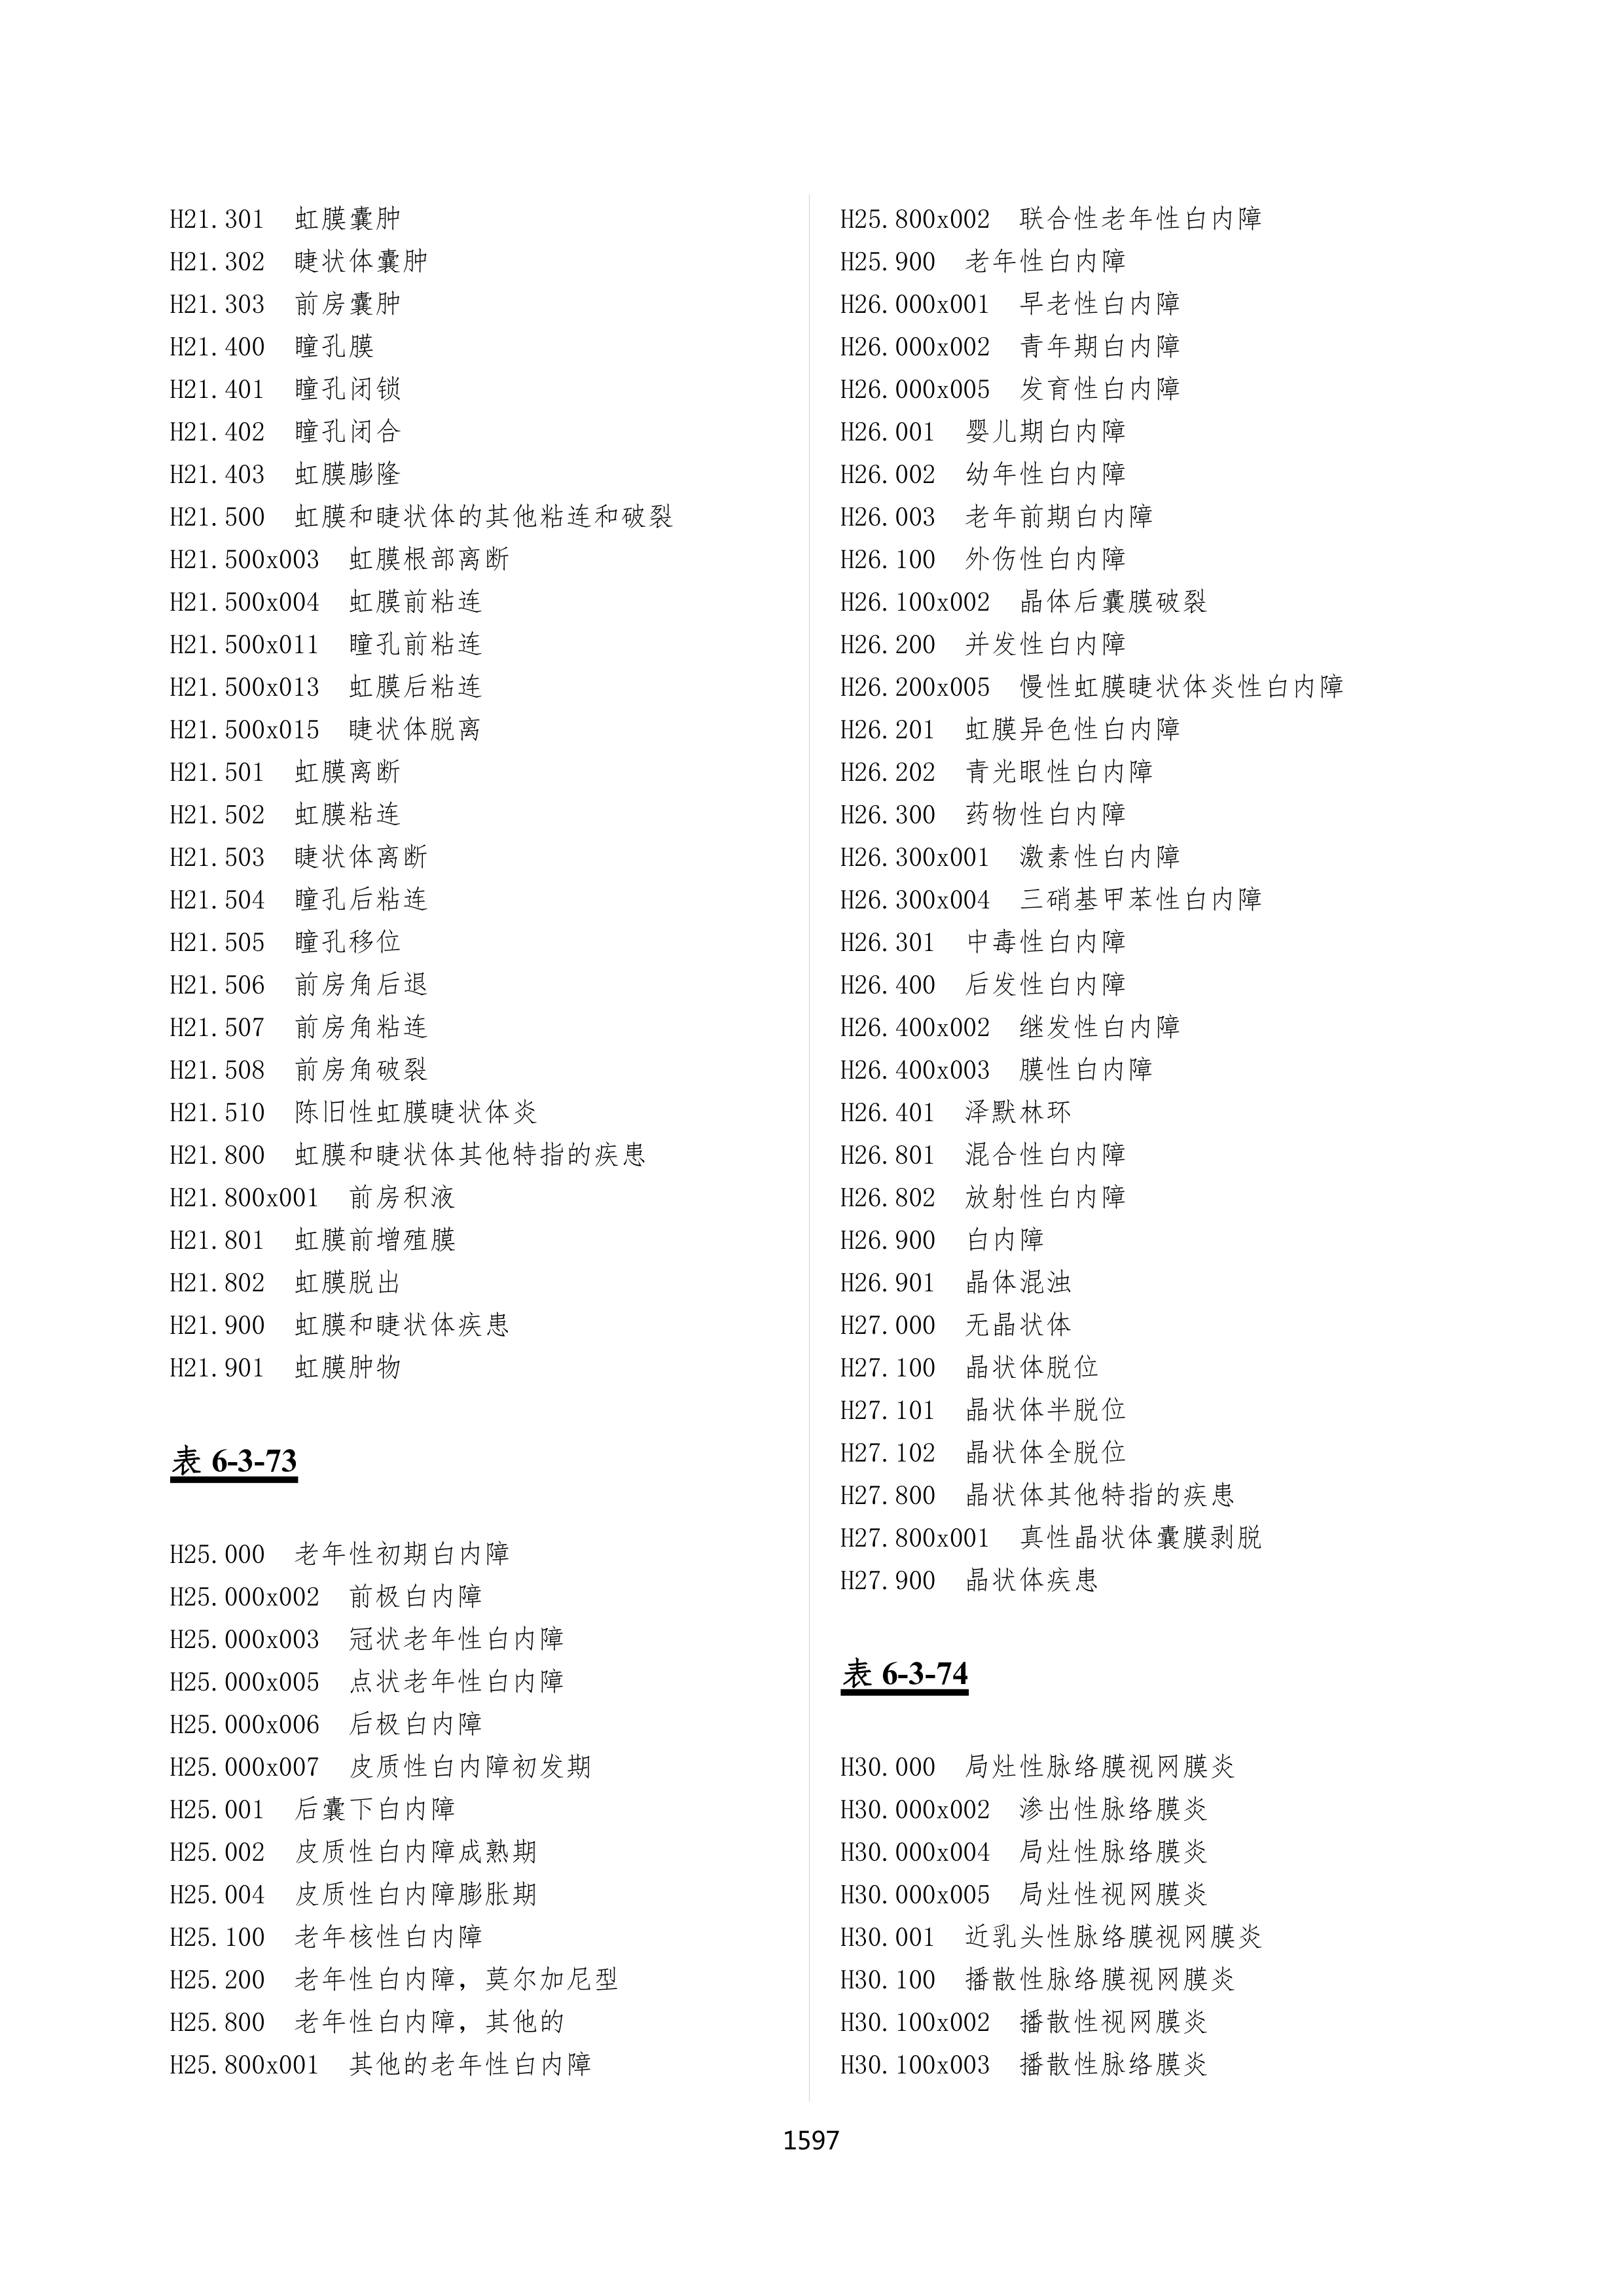 H21.301 虹膜囊肿
H21.302 睫状体囊肿
H21.303 前房囊肿
H21.400 瞳孔膜
H21.401 瞳孔闭锁
H21.402 瞳孔闭合
H21.403 虹膜膨隆
H21.500 虹膜和睫状体的其他粘连和破裂
H21.500x003 虹膜根部离断
H21.500x004 虹膜前粘连
H21.500x011 瞳孔前粘连
H21.500x013 虹膜后粘连
H21.500x015 睫状体脱离
H21.501 虹膜离断
H21.502 虹膜粘连
H21.503 睫状体离断
H21.504 瞳孔后粘连
H21.505 瞳孔移位
H21.506 前房角后退
H21.507 前房角粘连
H21.508 前房角破裂
H21.510 陈旧性虹膜睫状体炎
H21.800 虹膜和睫状体其他特指的疾患
H21.800x001 前房积液
H21.801 虹膜前增殖膜
H21.802 虹膜脱出
H21.900 虹膜和睫状体疾患
H21.901 虹膜肿物
表 6-3-73
H25.000 老年性初期白内障
H25.000x002 前极白内障
H25.000x003 冠状老年性白内障
H25.000x005 点状老年性白内障
H25.000x006 后极白内障
H25.000x007 皮质性白内障初发期
H25.001 后囊下白内障
H25.002 皮质性白内障成熟期
H25.004 皮质性白内障膨胀期
H25.100 老年核性白内障
H25.200 老年性白内障，莫尔加尼型
H25.800 老年性白内障，其他的
H25.800x001 其他的老年性白内障
H25.800x002 联合性老年性白内障
H25.900 老年性白内障
H26.000x001 早老性白内障
H26.000x002 青年期白内障
H26.000x005 发育性白内障
H26.001 婴儿期白内障
H26.002 幼年性白内障
H26.003 老年前期白内障
H26.100 外伤性白内障
H26.100x002 晶体后囊膜破裂
H26.200 并发性白内障
H26.200x005 慢性虹膜睫状体炎性白内障
H26.201 虹膜异色性白内障
H26.202 青光眼性白内障
H26.300 药物性白内障
H26.300x001 激素性白内障
H26.300x004 三硝基甲苯性白内障
H26.301 中毒性白内障
H26.400 后发性白内障
H26.400x002 继发性白内障
H26.400x003 膜性白内障
H26.401 泽默林环
H26.801 混合性白内障
H26.802 放射性白内障
H26.900 白内障
H26.901 晶体混浊
H27.000 无晶状体
H27.100 晶状体脱位
H27.101 晶状体半脱位
H27.102 晶状体全脱位
H27.800 晶状体其他特指的疾患
H27.800x001 真性晶状体囊膜剥脱
H27.900 晶状体疾患
表 6-3-74
H30.000 局灶性脉络膜视网膜炎
H30.000x002 渗出性脉络膜炎
H30.000x004 局灶性脉络膜炎
H30.000x005 局灶性视网膜炎
H30.001 近乳头性脉络膜视网膜炎
H30.100 播散性脉络膜视网膜炎
H30.100x002 播散性视网膜炎
H30.100x003 播散性脉络膜炎
1597